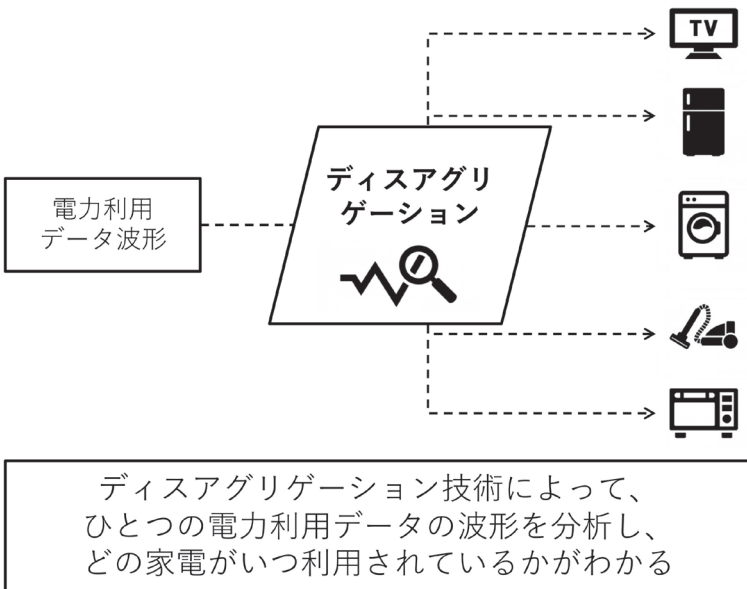 TV
電力利用
データ波形
ディスアグリ
ゲーション
ディスアグリゲーション技術によって、
ひとつの電力利用データの波形を分析し、
どの家電がいつ利用されているかがわかる